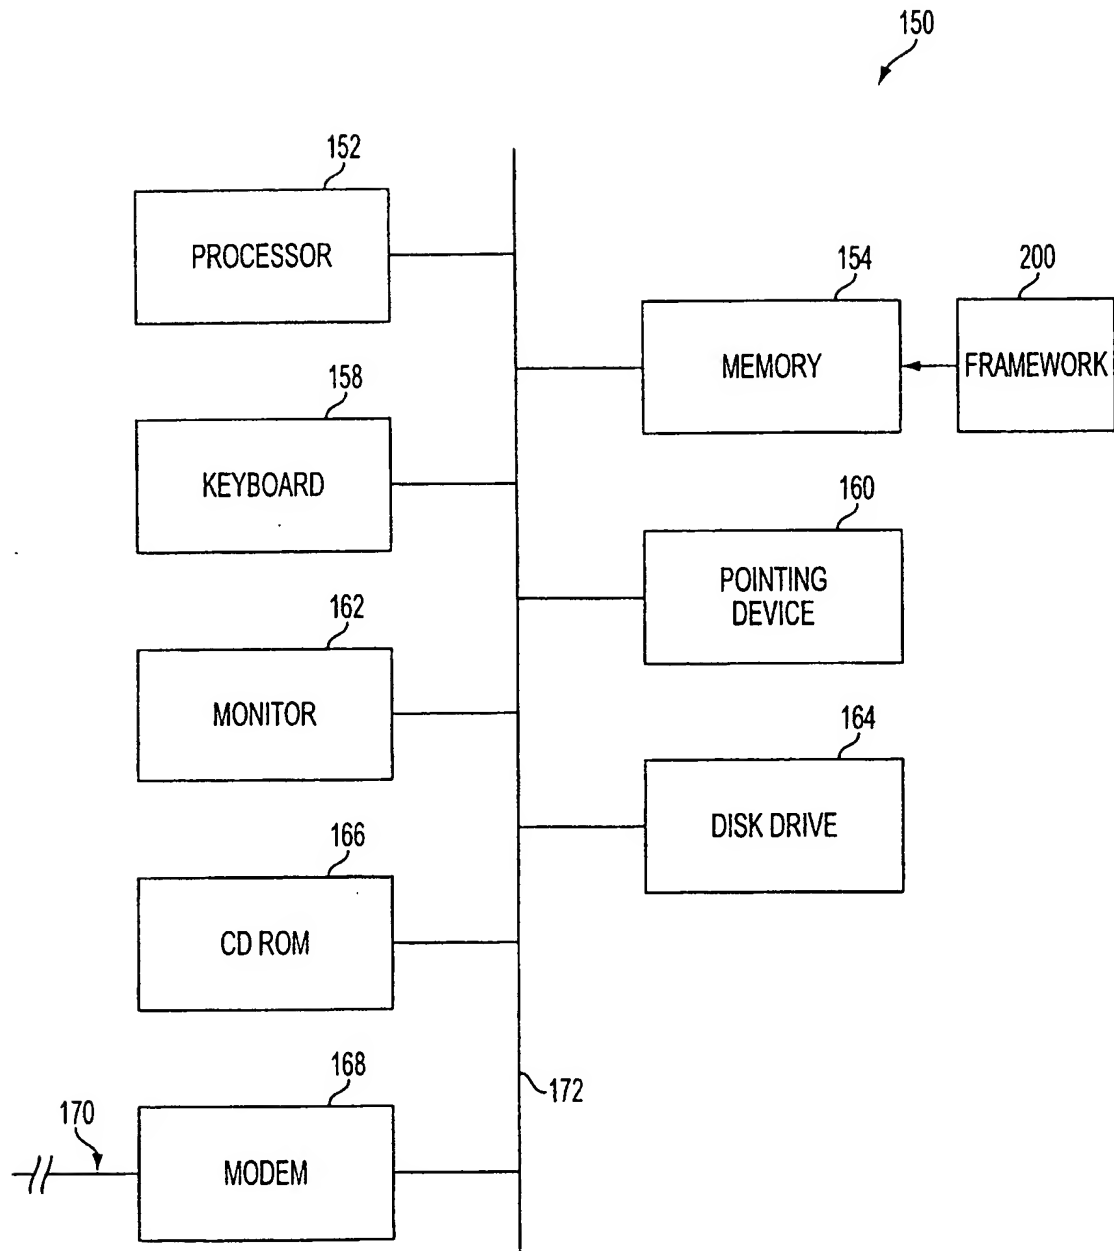 150
152
PROCESSOR
154
MEMORY
200
FRAMEWORK
158
KEYBOARD
160
POINTING
DEVICE
162
MONITOR
164
DISK DRIVE
166
CD ROM
168
MODEM
170
172